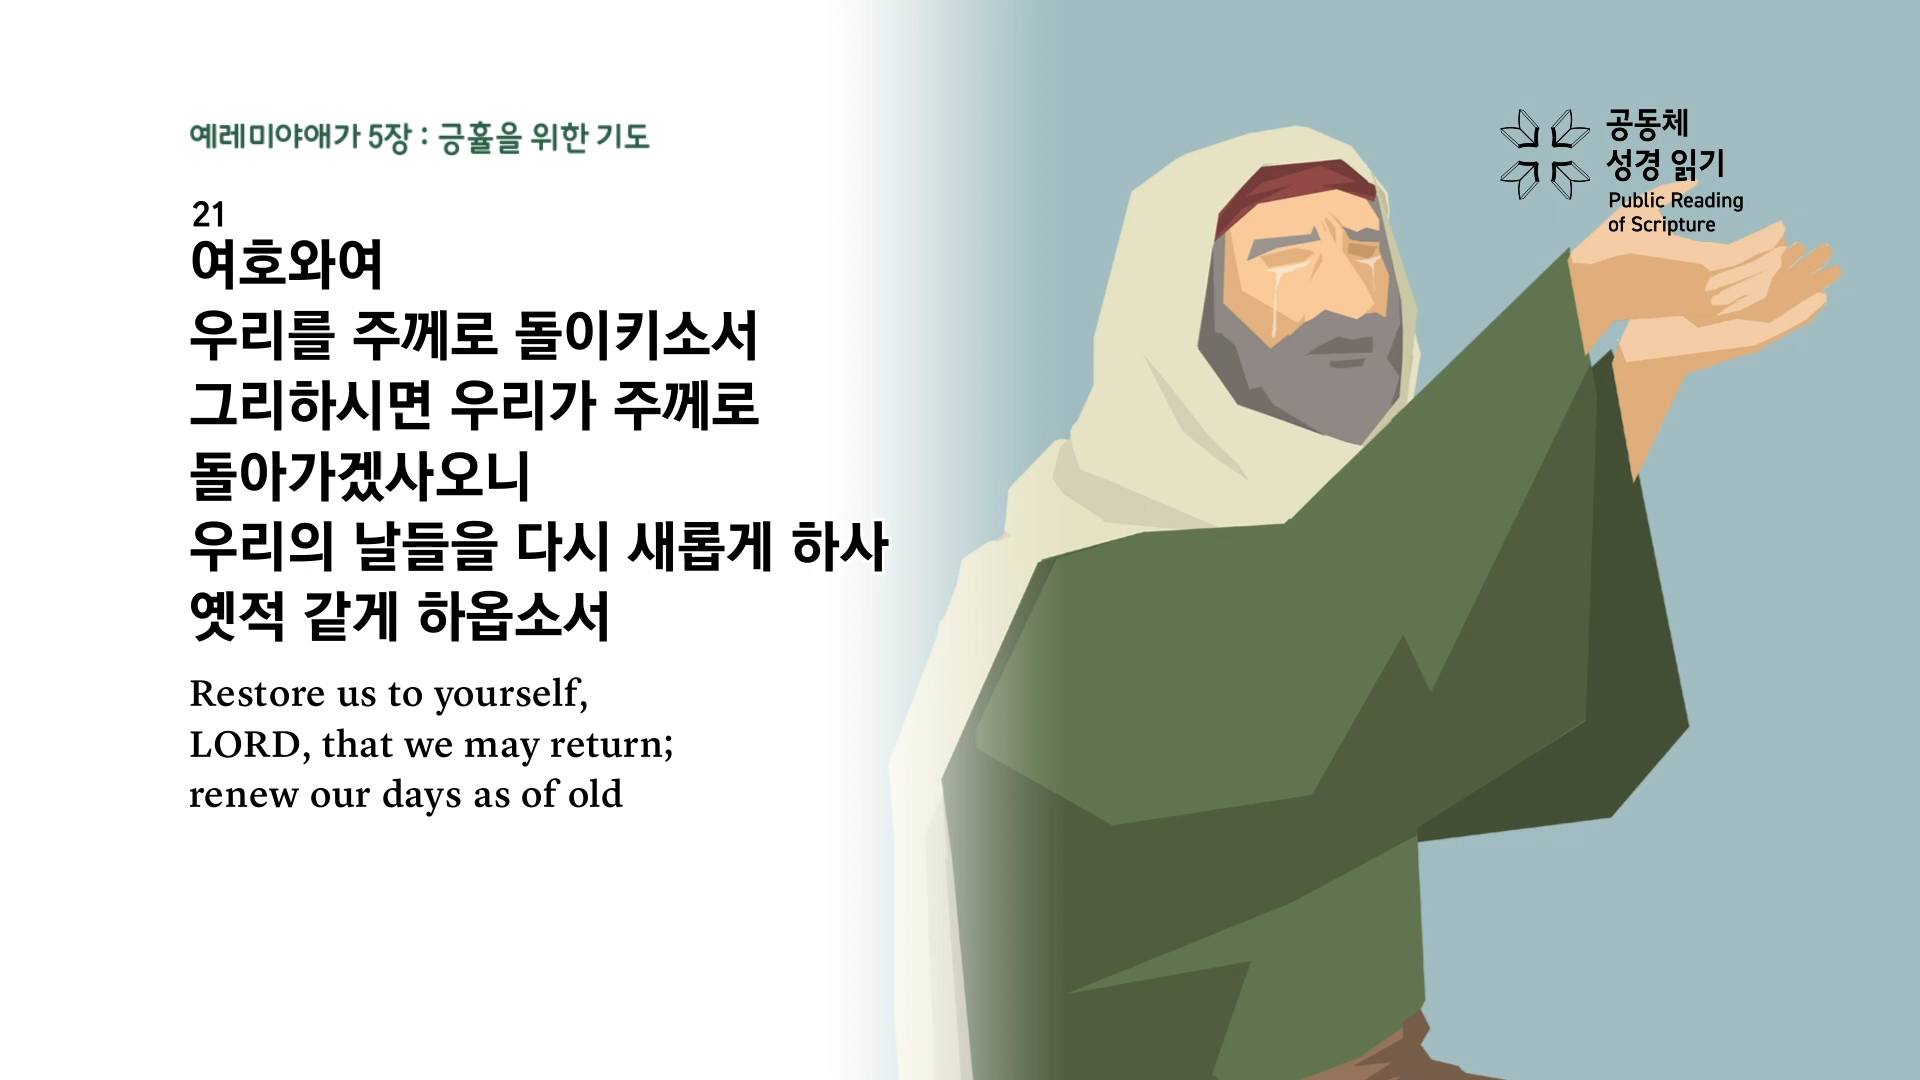 예레미야애가 5장 : 긍휼을 위한 기도
21
여호와여
우리를 주께로 돌이키소서
그리하시면 우리가 주께로
돌아가겠사오니
우리의 날들을 다시 새롭게 하사
옛적 같게 하옵소서
Restore us to yourself,
LORD, that we may return;
renew our days as of old
공동체
성경 읽기
Public Reading
of Scripture